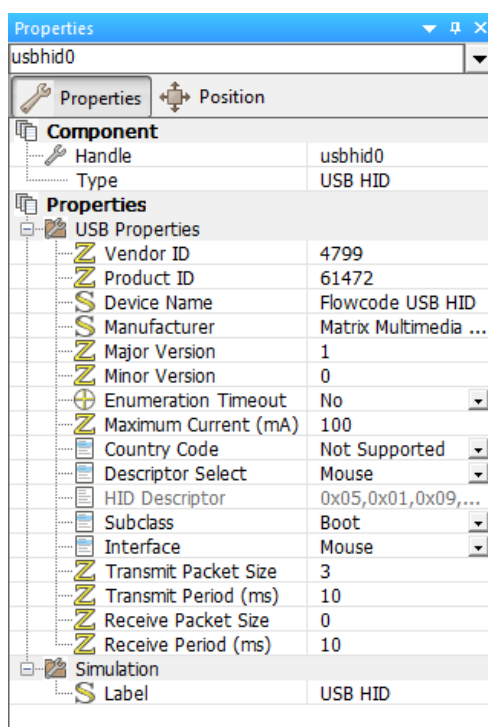 Properties
usbhid0
Properties Position
Component
Handle usbhid0
Type USB HID
Properties
USB Properties
Vendor ID 4799
Product ID 61472
Device Name Flowcode USB HID
Manufacturer Matrix Multimedia ...
Major Version 1
Minor Version 0
Enumeration Timeout No
Maximum Current (mA) 100
Country Code Not Supported
Descriptor Select Mouse
HID Descriptor 0x05,0x01,0x09,...
Subclass Boot
Interface Mouse
Transmit Packet Size 3
Transmit Period (ms) 10
Receive Packet Size 0
Receive Period (ms) 10
Simulation
Label USB HID